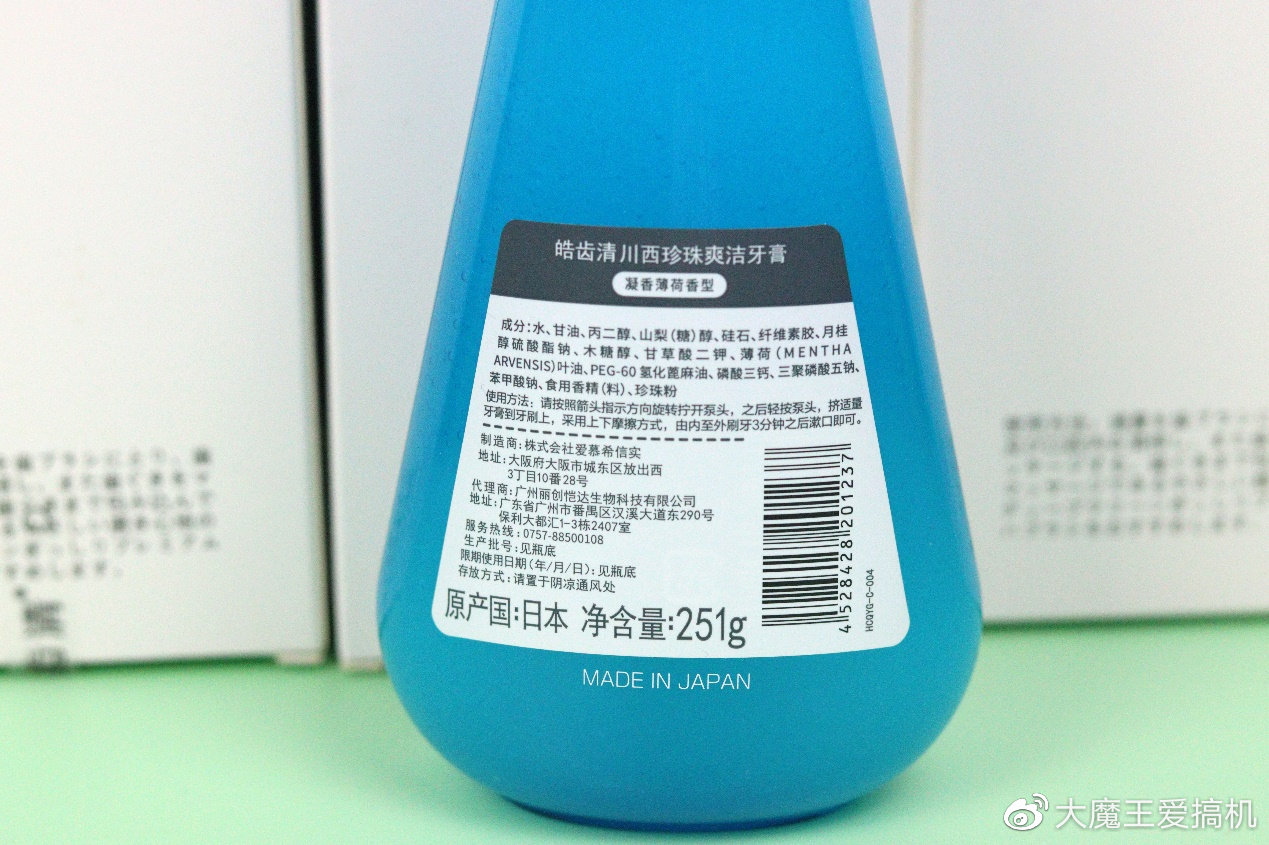 皓齿清川西珍珠爽洁牙膏
凝香薄荷香型
成分:水、甘油、丙二醇、山梨(糖)醇、硅石、纤维素胶、月桂
醇硫酸酯钠、木糖醇、甘草酸二钾、薄荷(MENTHA
ARVENSIS)叶油、PEG-60氢化蓖麻油、磷酸三钙、三聚磷酸五钠、
苯甲酸钠、食用香精(料)、珍珠粉
使用方法:请按照箭头指示方向旋转拧开泵头,之后轻按泵头,挤适量
牙膏到牙刷上,采用上下摩擦方式,由内至外刷牙3分钟之后漱口即可。
制造商:株式会社爱慕希信实
地址:大阪府大阪市城东区放出西
3丁目10番28号
代理商:广州丽创恺达生物科技有限公司
地址:广东省广州市番禺区汉溪大道东290号
保利大都汇1-3栋2407室
服务热线:0757-88500108
生产批号:见瓶底
限期使用日期(年/月/日):见瓶底
存放方式:请置于阴凉通风处
原产国:日本 净含量:251g
4528428201237
HCQYG-C-004
MADE IN JAPAN
大魔王爱搞机